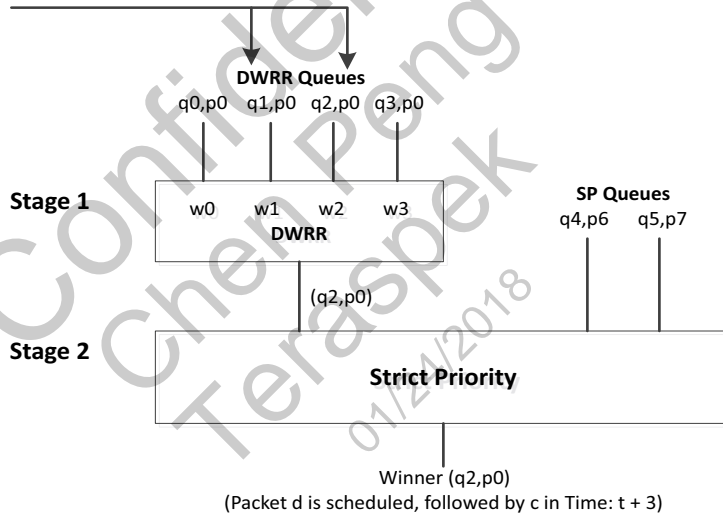 DWRR Queues
q0,p0 q1,p0 q2,p0 q3,p0
Stage 1
w0 w1 w2 w3
DWRR
SP Queues
q4,p6 q5,p7
(q2,p0)
Stage 2
Strict Priority
Winner (q2,p0)
(Packet d is scheduled, followed by c in Time: t + 3)
Confiden
Chen Peng
Teraspek
01/24/2018